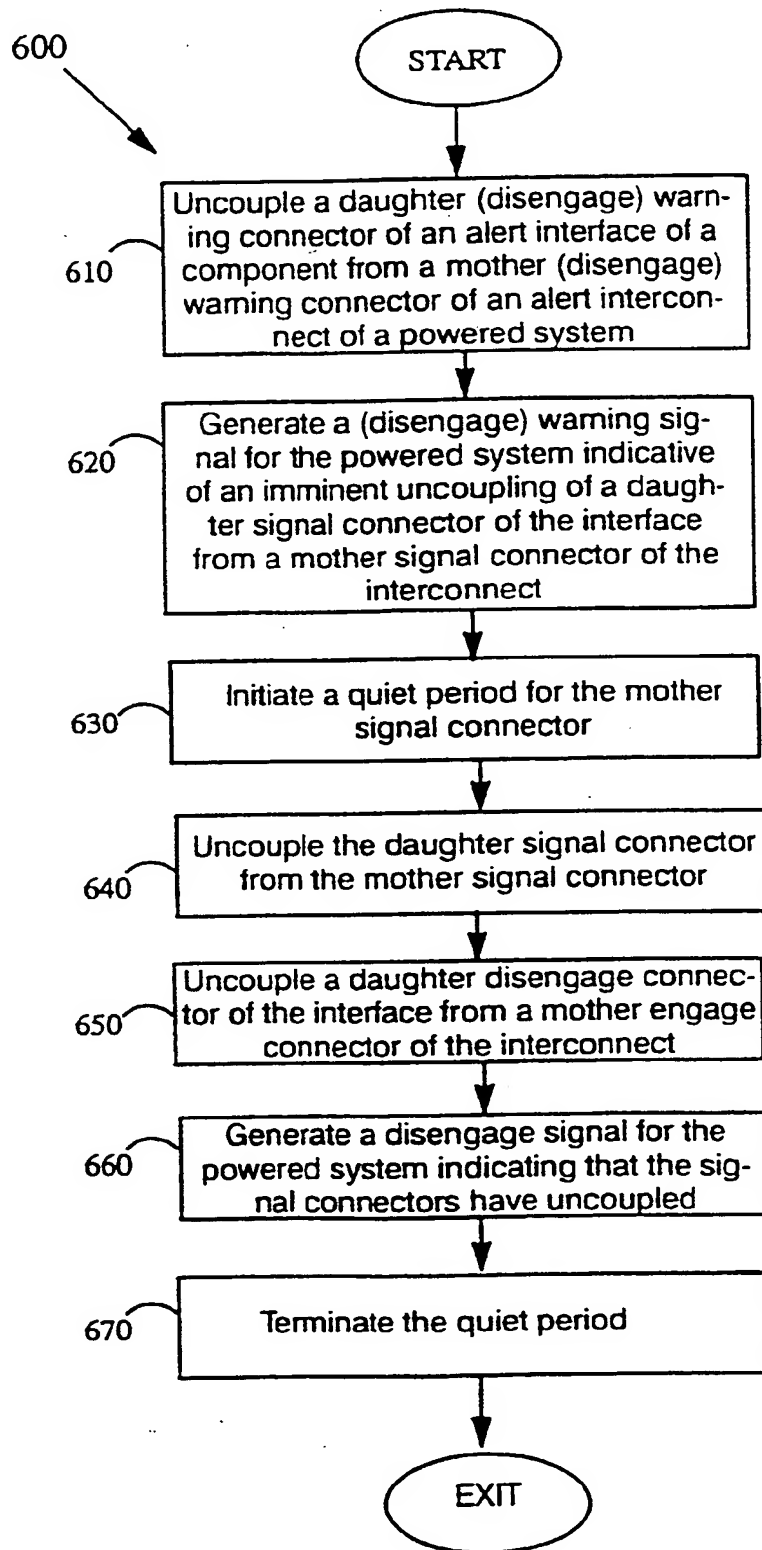 600
START
610
Uncouple a daughter (disengage) warn-
ing connector of an alert interface of a
component from a mother (disengage)
warning connector of an alert intercon-
nect of a powered system
620
Generate a (disengage) warning sig-
nal for the powered system indicative
of an imminent uncoupling of a daugh-
ter signal connector of the interface
from a mother signal connector of the
interconnect
630
Initiate a quiet period for the mother
signal connector
640
Uncouple the daughter signal connector
from the mother signal connector
650
Uncouple a daughter disengage connec-
tor of the interface from a mother engage
connector of the interconnect
660
Generate a disengage signal for the
powered system indicating that the sig-
nal connectors have uncoupled
670
Terminate the quiet period
EXIT